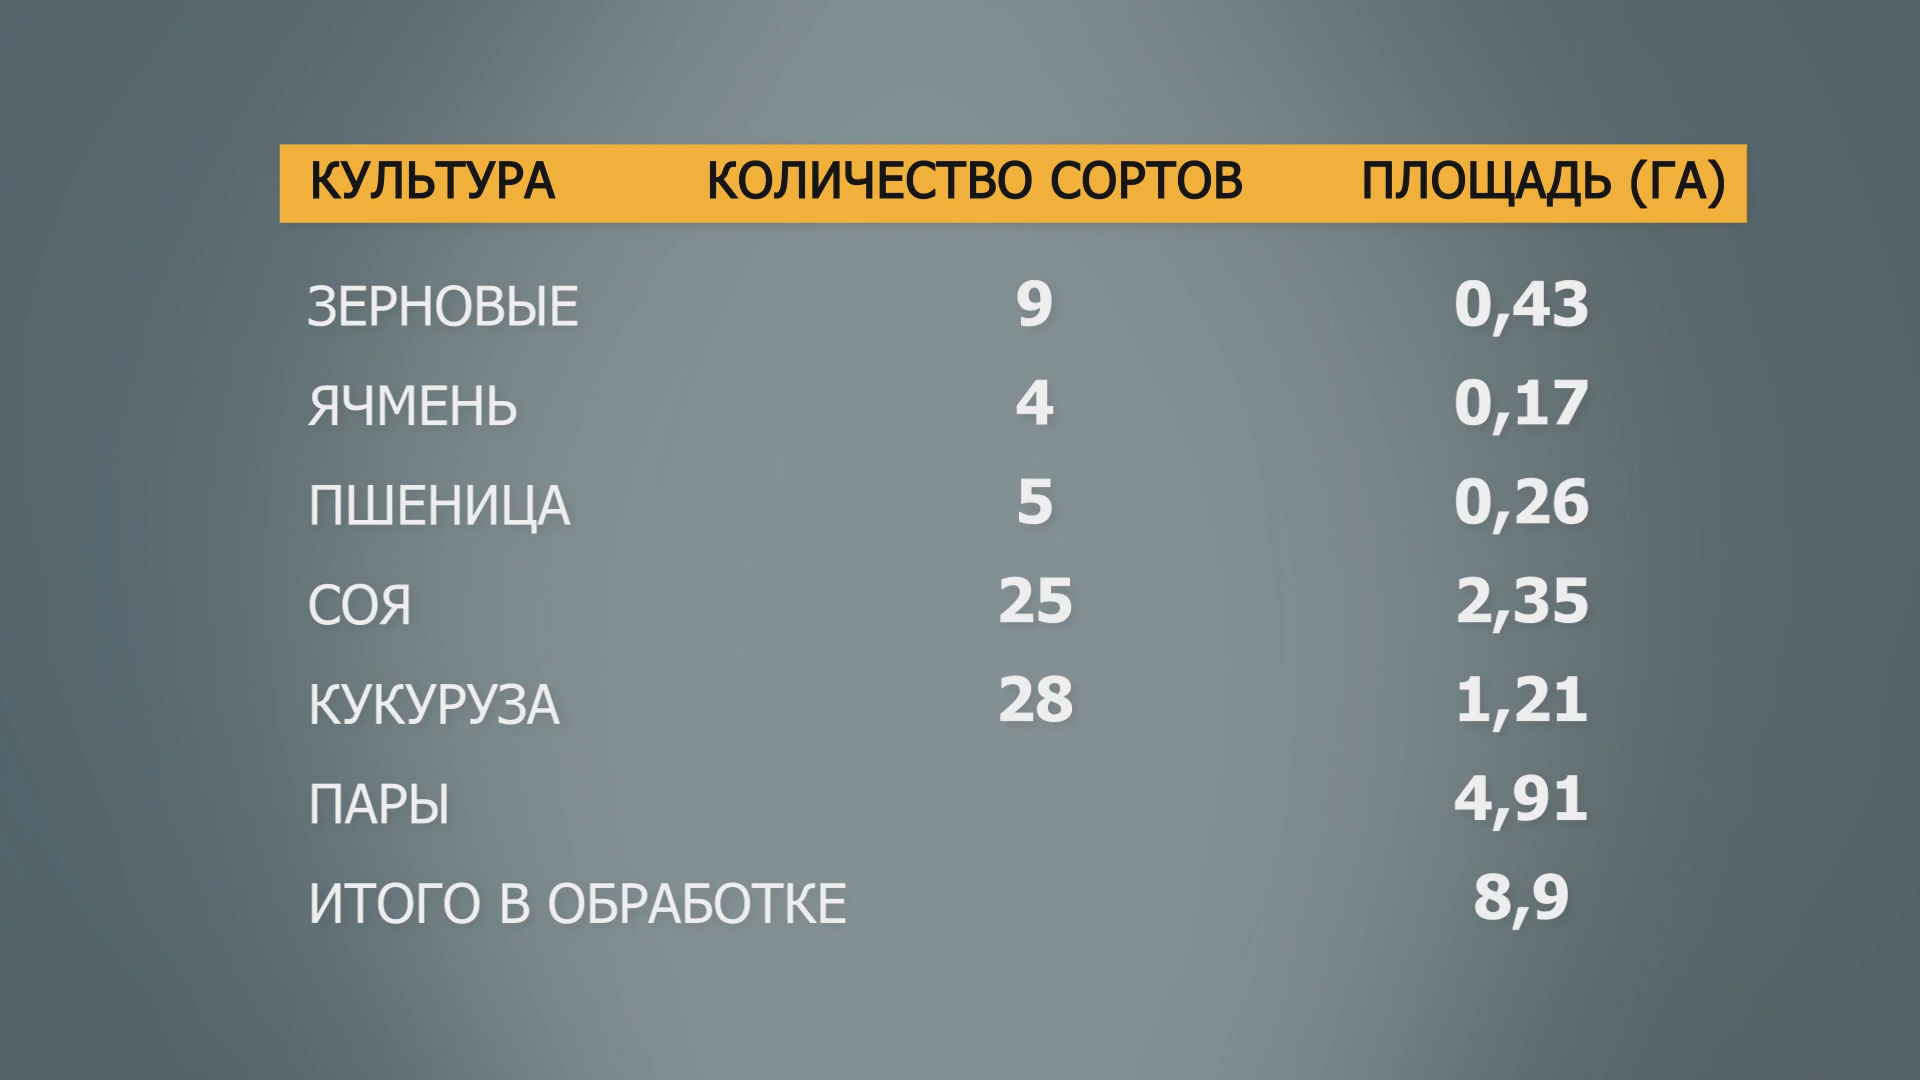 КУЛЬТУРА КОЛИЧЕСТВО СОРТОВ ПЛОЩАДЬ (ГА)
ЗЕРНОВЫЕ 9 0,43
ЯЧМЕНЬ 4 0,17
ПШЕНИЦА 5 0,26
СОЯ 25 2,35
КУКУРУЗА 28 1,21
ПАРЫ 4,91
ИТОГО В ОБРАБОТКЕ 8,9